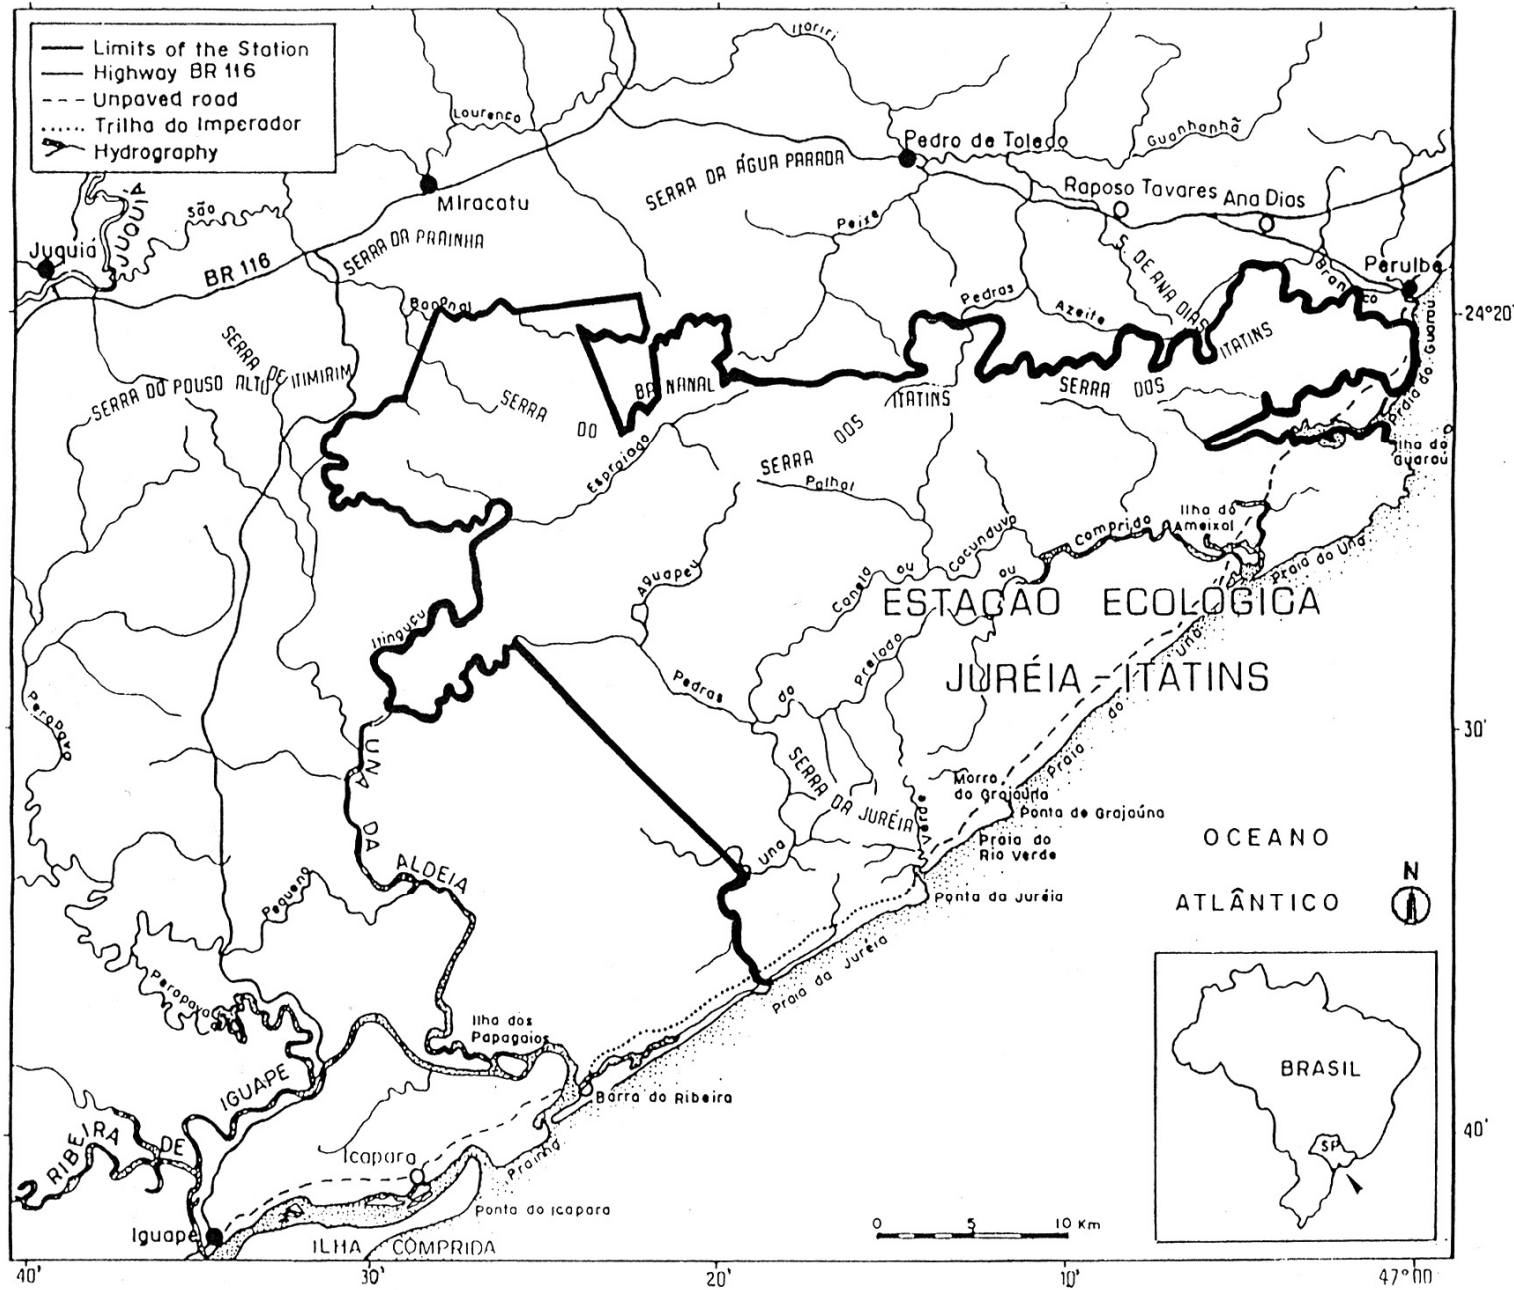 Limits of the Station
Highway BR 116
Unpaved road
Trilha do Imperador
Hydrography
Itariri
Lourenço
Guanhanhã
Pedro de Toledo
SERRA DA ÁGUA PARADA
Miracatu
Raposo Tavares
Ana Dias
JUQUIÁ
São
Peixe
Juquiá
SERRA DA PRAINHA
BR 116
S. DE ANA DIAS
Branco
Peruíbe
Bananal
Pedras
Azeite
24°20'
Guaraú
ITATINS
SERRA DE ITIMIRIM
SERRA DO POUSO ALTO
SERRA DO BANANAL
ITATINS
SERRA DOS
Praia do
SERRA DOS
Espraiado
Ilha do
Guaraú
Palhal
Ilha do
Ameixal
Comprido
Cacunduva
ou
Praia do Una
Aguapeu
Canela
ou
ESTAÇÃO ECOLÓGICA
Itinguçu
Prelado
Una
JURÉIA - ITATINS
Pedras
do
do
Peropava
30'
UNA
DA
ALDEIA
Praia
SERRA DA JURÉIA
Morro
do Grajaúna
Ponta do Grajaúna
Verde
Praia do
Rio Verde
OCEANO
ATLÂNTICO
N
Una
Pequeno
Ponta da Juréia
Praia da Juréia
Peropava
Ilha dos
Papagaios
BRASIL
SP
IGUAPE
Barra do Ribeira
RIBEIRA
DE
40'
Icapara
Prainha
Ponta do Icapara
Iguape
ILHA COMPRIDA
0 5 10 Km
40' 30' 20' 10' 47°00